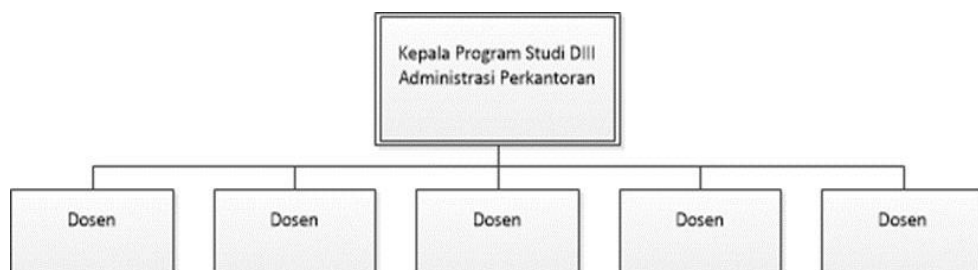 Kepala Program Studi DIII
Administrasi Perkantoran
Dosen
Dosen
Dosen
Dosen
Dosen